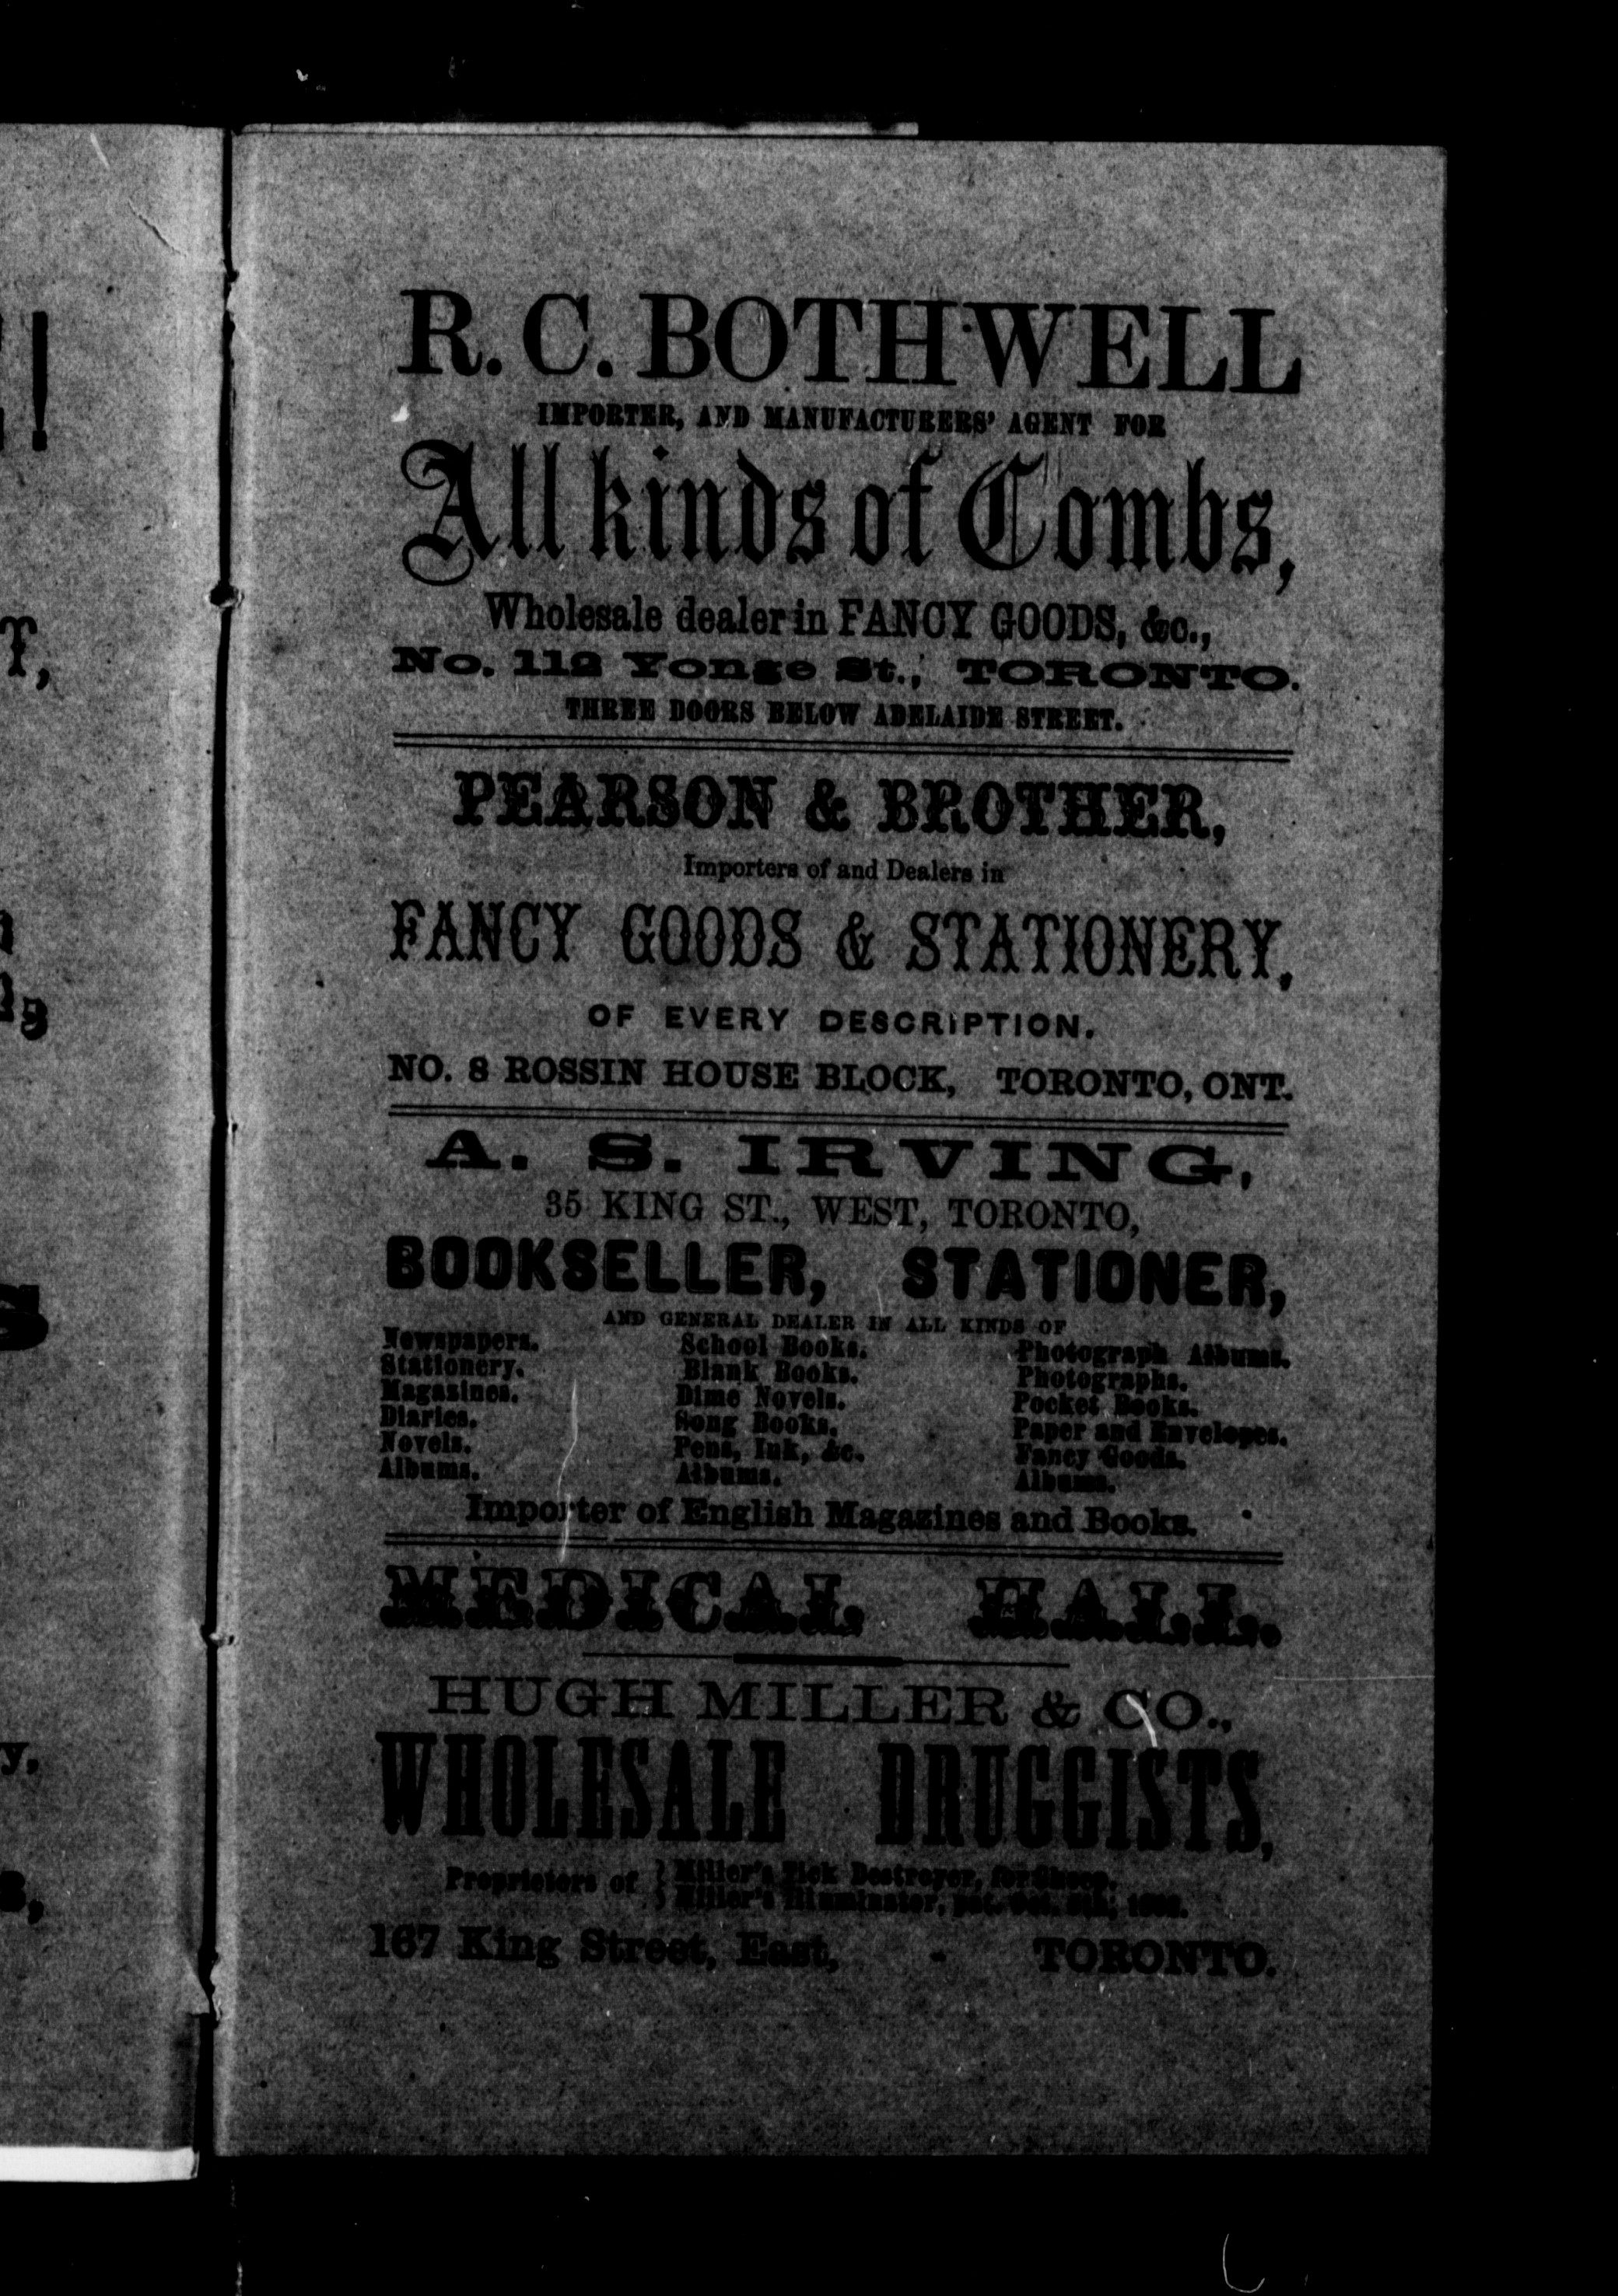 R. C. BOTHWELL
IMPORTER, AND MANUFACTURERS' AGENT FOR
All kinds of Combs,
Wholesale dealer in FANCY GOODS, &c.,
No. 112 Yonge St., TORONTO.
THREE DOORS BELOW ADELAIDE STREET.
PEARSON & BROTHER,
Importers of and Dealers in
FANCY GOODS & STATIONERY,
OF EVERY DESCRIPTION.
NO. 8 ROSSIN HOUSE BLOCK, TORONTO, ONT.
A. S. IRVING,
35 KING ST., WEST, TORONTO,
BOOKSELLER, STATIONER,
AND GENERAL DEALER IN ALL KINDS OF
Newspapers. School Books. Photograph Albums.
Stationery. Blank Books. Photographs.
Magazines. Dime Novels. Pocket Books.
Diaries. Song Books. Paper and Envelopes.
Novels. Pens, Ink, &c. Fancy Goods.
Albums. Albums. Albums.
Importer of English Magazines and Books.
MEDICAL HALL.
HUGH MILLER & CO.,
WHOLESALE DRUGGISTS,
Proprietors of } Miller's Tick Destroyer, for Sheep.
} Miller's Illuminator, pat. Oct.
167 King Street, East, - TORONTO.